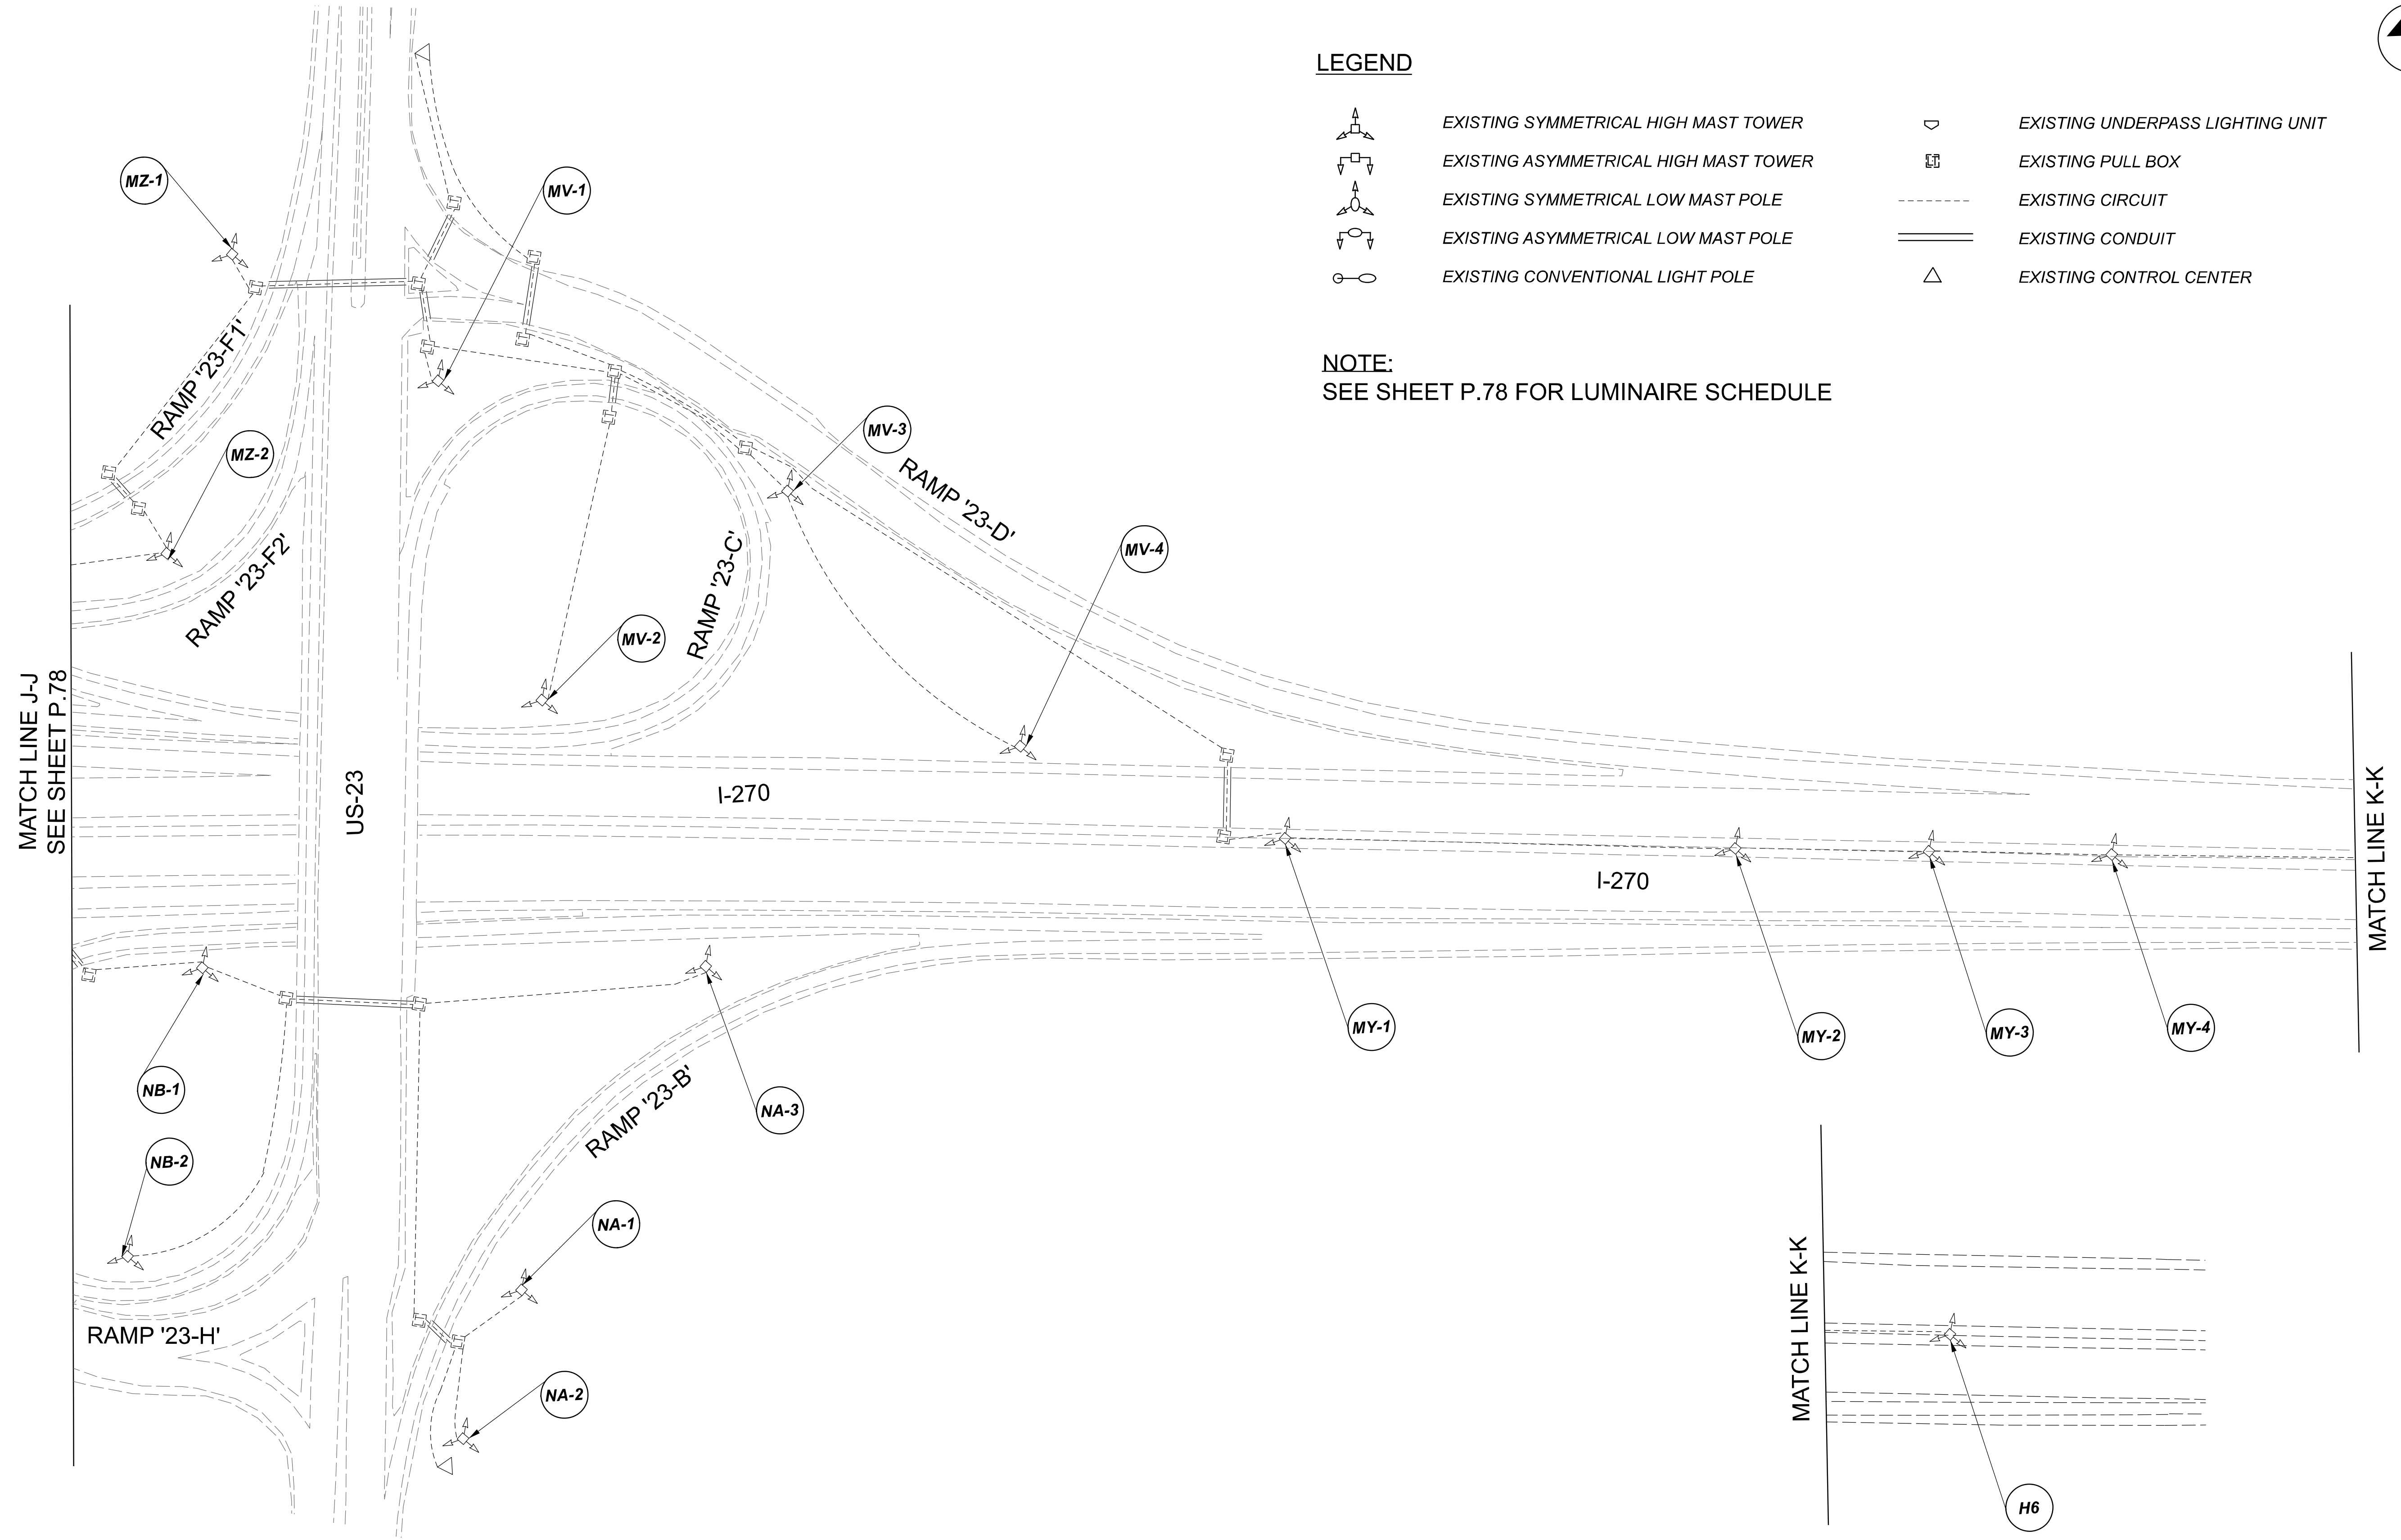 LEGEND
EXISTING SYMMETRICAL HIGH MAST TOWER
EXISTING ASYMMETRICAL HIGH MAST TOWER
EXISTING SYMMETRICAL LOW MAST POLE
EXISTING ASYMMETRICAL LOW MAST POLE
EXISTING CONVENTIONAL LIGHT POLE
EXISTING UNDERPASS LIGHTING UNIT
EXISTING PULL BOX
EXISTING CIRCUIT
EXISTING CONDUIT
EXISTING CONTROL CENTER
NOTE:
SEE SHEET P.78 FOR LUMINAIRE SCHEDULE
MZ-1
MV-1
RAMP '23-F1'
MZ-2
MV-3
RAMP '23-D'
RAMP '23-F2'
RAMP '23-C'
MV-4
MV-2
MATCH LINE J-J
SEE SHEET P.78
US-23
I-270
I-270
MATCH LINE K-K
MY-1
MY-2
MY-3
MY-4
NB-1
NA-3
RAMP '23-B'
NB-2
NA-1
RAMP '23-H'
NA-2
MATCH LINE K-K
H6